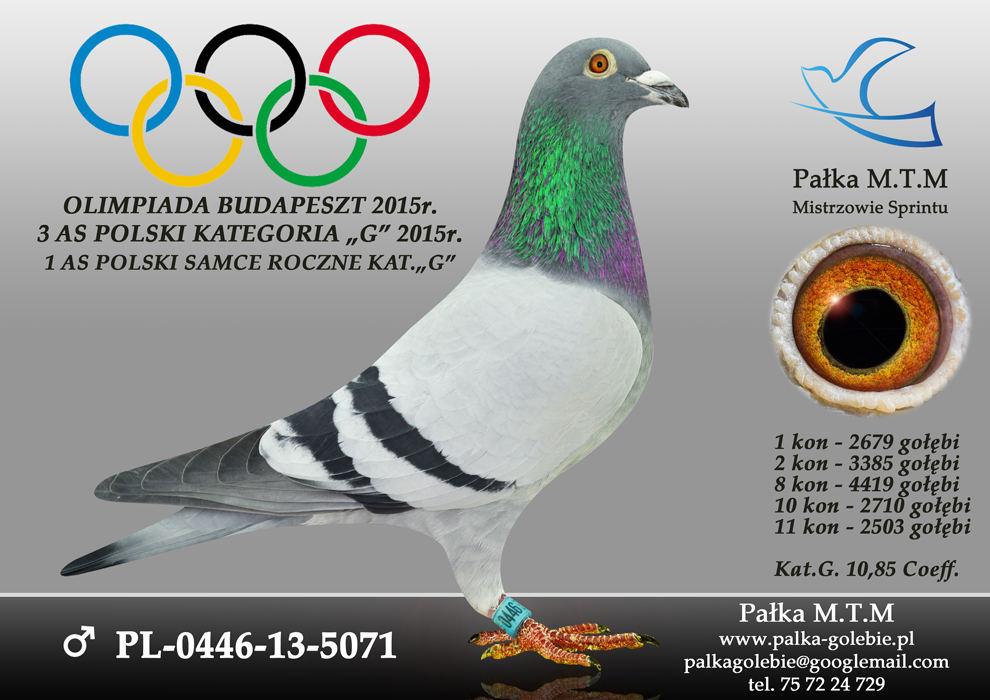 OLIMPIADA BUDAPESZT 2015r.
3 AS POLSKI KATEGORIA „G” 2015r.
1 AS POLSKI SAMCE ROCZNE KAT.„G”
Pałka M.T.M
Mistrzowie Sprintu
1 kon - 2679 gołębi
2 kon - 3385 gołębi
8 kon - 4419 gołębi
10 kon - 2710 gołębi
11 kon - 2503 gołębi
Kat.G. 10,85 Coeff.
0446
♂ PL-0446-13-5071
Pałka M.T.M
www.palka-golebie.pl
palkagolebie@googlemail.com
tel. 75 72 24 729